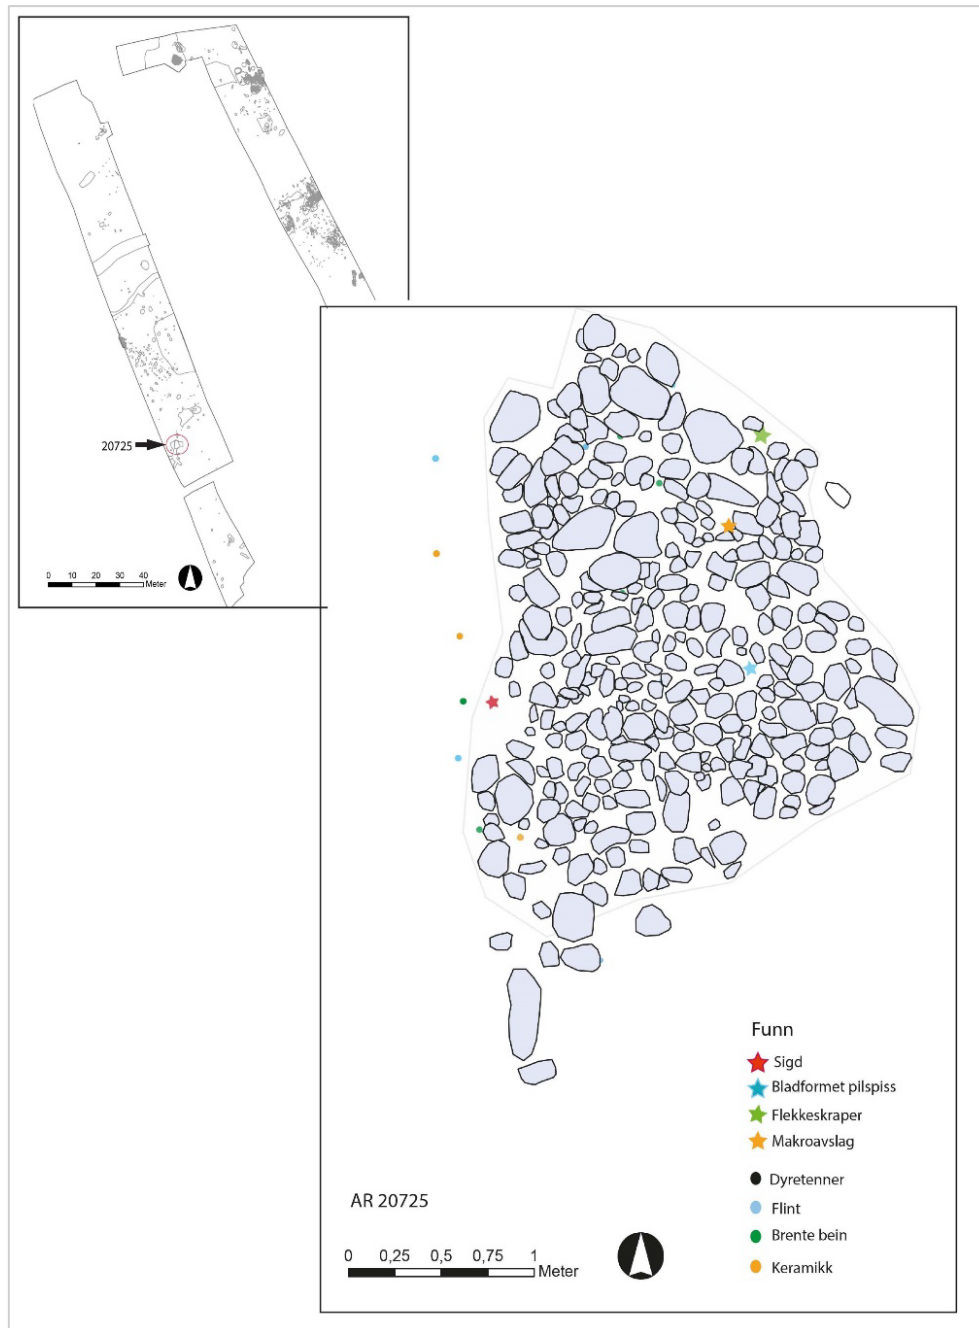 20725
0 10 20 30 40
Meter
Funn
Sigd
Bladformet pilspiss
Flekkeskraper
Makroavslag
Dyretenner
Flint
Brente bein
Keramikk
AR 20725
0 0,25 0,5 0,75 1
Meter